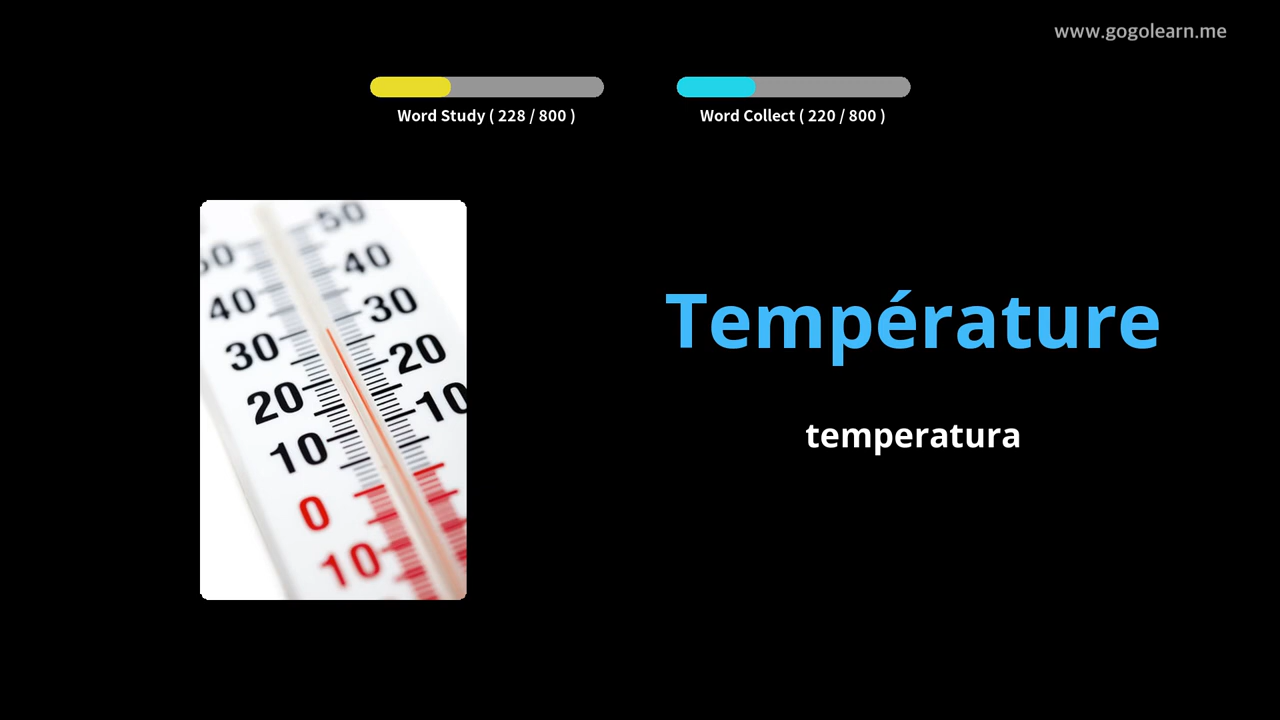 www.gogolearn.me
Word Study ( 228 / 800 )
Word Collect ( 220 / 800 )
50
40
40
30
30
20
20
10
10
0
10
Température
temperatura